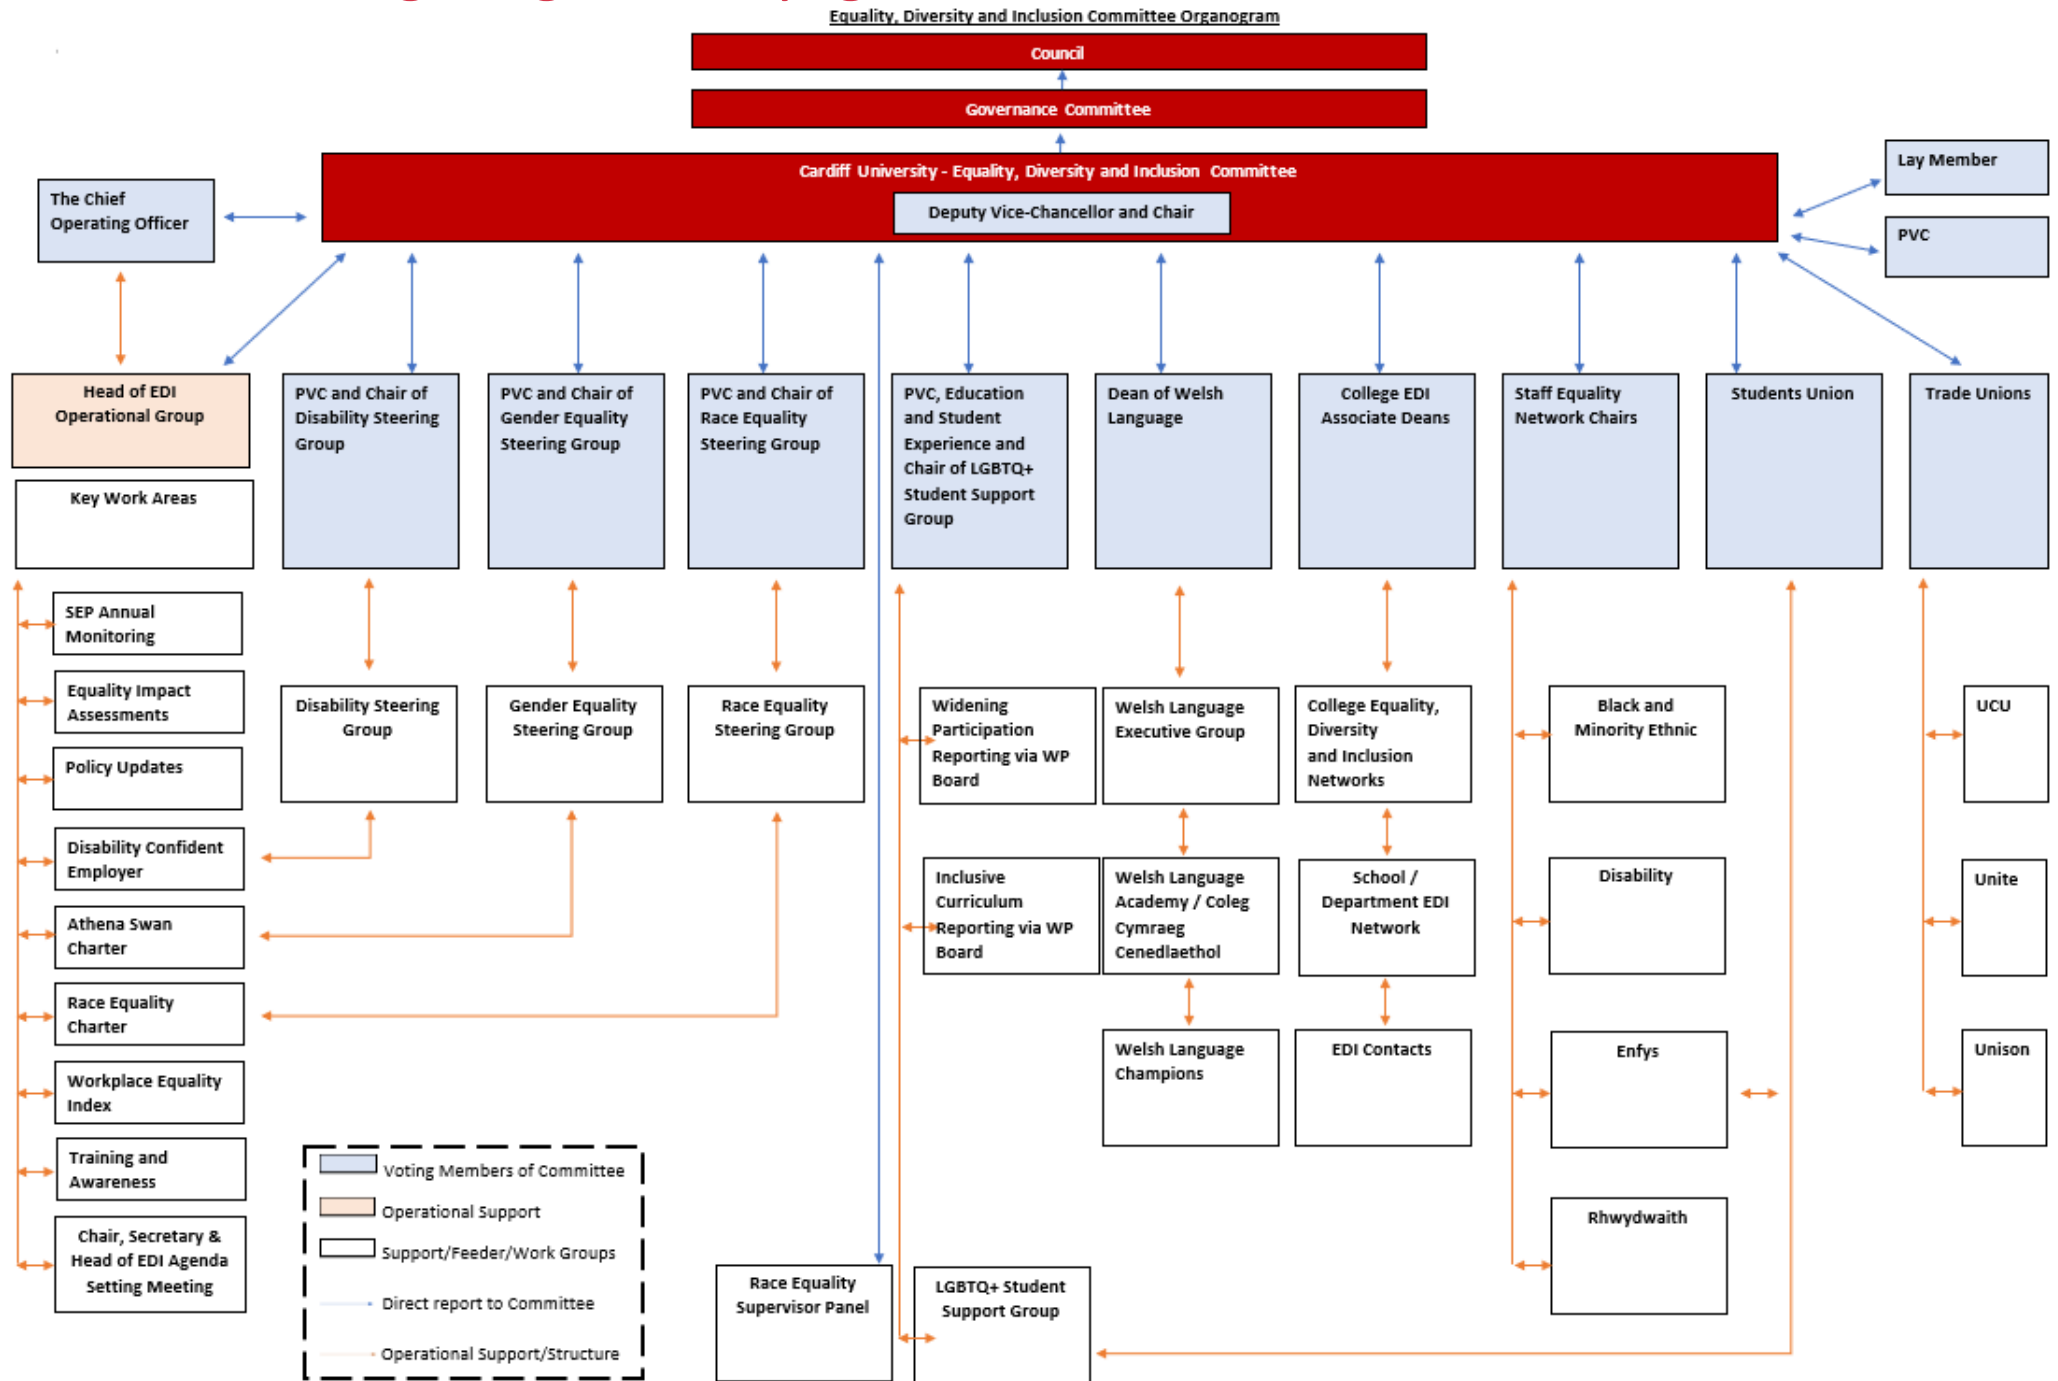 Equality, Diversity and Inclusion Committee Organogram
Council
Governance Committee
Cardiff University - Equality, Diversity and Inclusion Committee
Deputy Vice-Chancellor and Chair
The Chief
Operating Officer
Lay Member
PVC
Head of EDI
Operational Group
PVC and Chair of
Disability Steering
Group
PVC and Chair of
Gender Equality
Steering Group
PVC and Chair of
Race Equality
Steering Group
PVC, Education
and Student
Experience and
Chair of LGBTQ+
Student Support
Group
Dean of Welsh
Language
College EDI
Associate Deans
Staff Equality
Network Chairs
Students Union
Trade Unions
Key Work Areas
SEP Annual
Monitoring
Equality Impact
Assessments
Policy Updates
Disability Confident
Employer
Athena Swan
Charter
Race Equality
Charter
Workplace Equality
Index
Training and
Awareness
Chair, Secretary &
Head of EDI Agenda
Setting Meeting
Disability Steering
Group
Gender Equality
Steering Group
Race Equality
Steering Group
Widening
Participation
Reporting via WP
Board
Inclusive
Curriculum
Reporting via WP
Board
Welsh Language
Executive Group
Welsh Language
Academy / Coleg
Cymraeg
Cenedlaethol
Welsh Language
Champions
College Equality,
Diversity
and Inclusion
Networks
School /
Department EDI
Network
EDI Contacts
Black and
Minority Ethnic
Disability
Enfys
Rhwydwaith
UCU
Unite
Unison
Race Equality
Supervisor Panel
LGBTQ+ Student
Support Group
Voting Members of Committee
Operational Support
Support/Feeder/Work Groups
Direct report to Committee
Operational Support/Structure